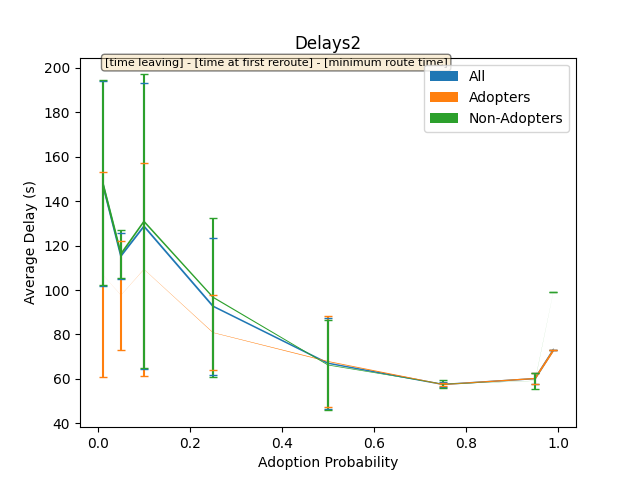 Delays2
[time leaving] - [time at first reroute] - [minimum route time]
All
Adopters
Non-Adopters
Average Delay (s)
200
180
160
140
120
100
80
60
40
0.0 0.2 0.4 0.6 0.8 1.0
Adoption Probability